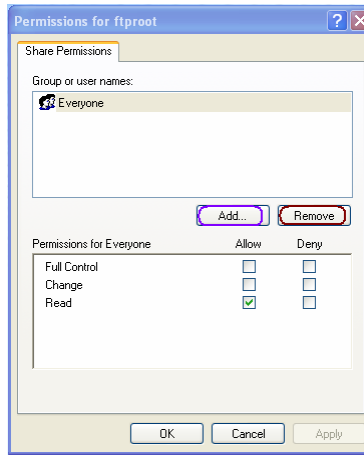 Permissions for ftproot
Share Permissions
Group or user names:
Everyone
Add... Remove
Permissions for Everyone Allow Deny
Full Control
Change
Read
OK Cancel Apply